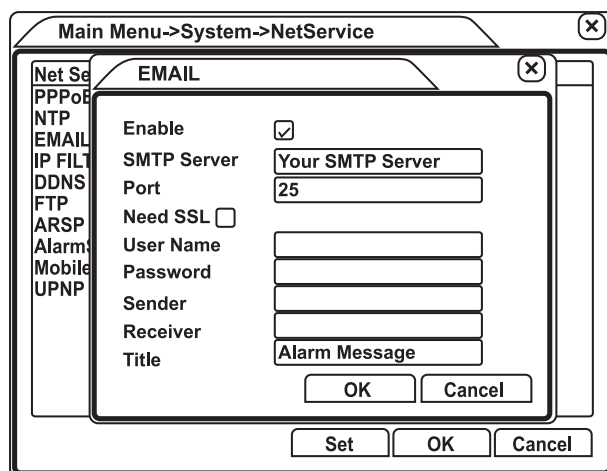 Main Menu->System->NetService
Net Se
PPPoE
NTP
EMAIL
IP FILT
DDNS
FTP
ARSP
Alarm
Mobile
UPNP
EMAIL
Enable
SMTP Server Your SMTP Server
Port 25
Need SSL
User Name
Password
Sender
Receiver
Title Alarm Message
OK Cancel
Set OK Cancel